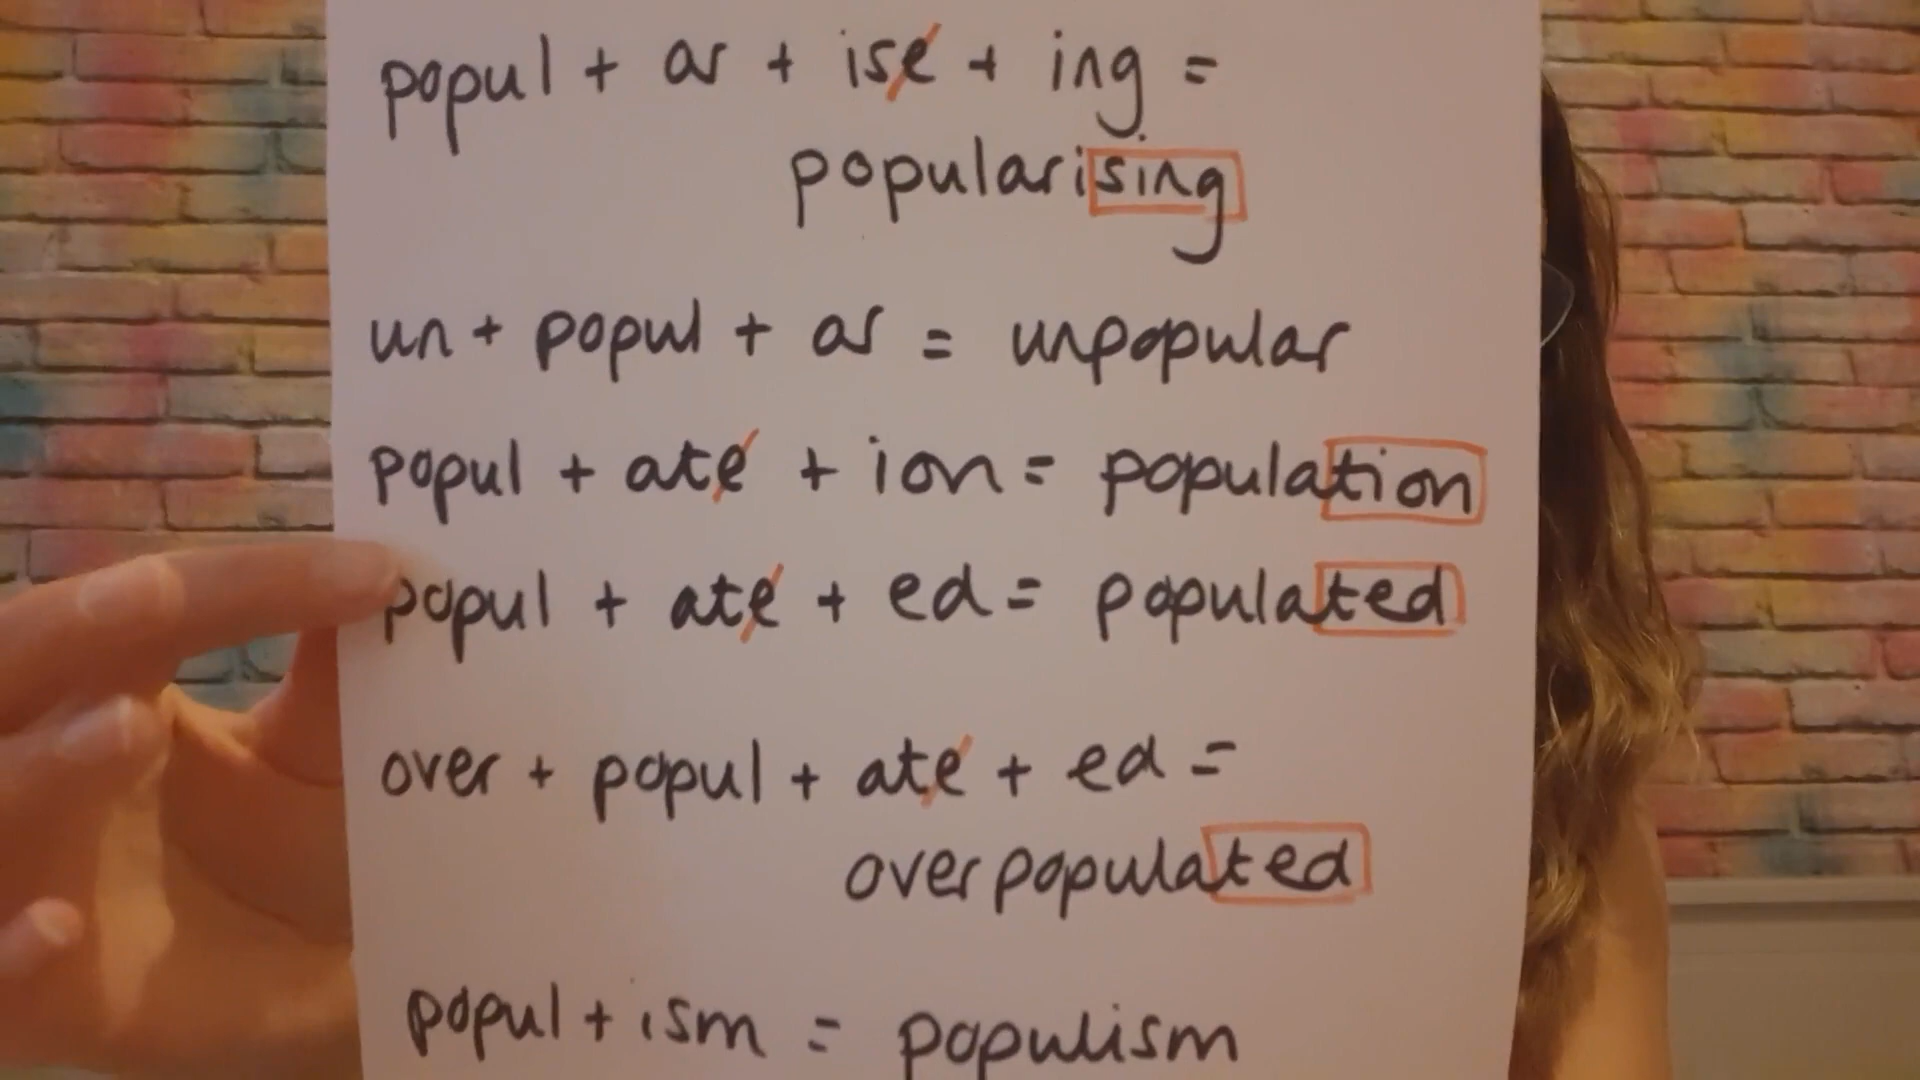 popul + ar + ise + ing =
popularising
un + popul + ar = unpopular
popul + ate + ion = population
popul + ate + ed = populated
over + popul + ate + ed =
overpopulated
popul + ism = populism